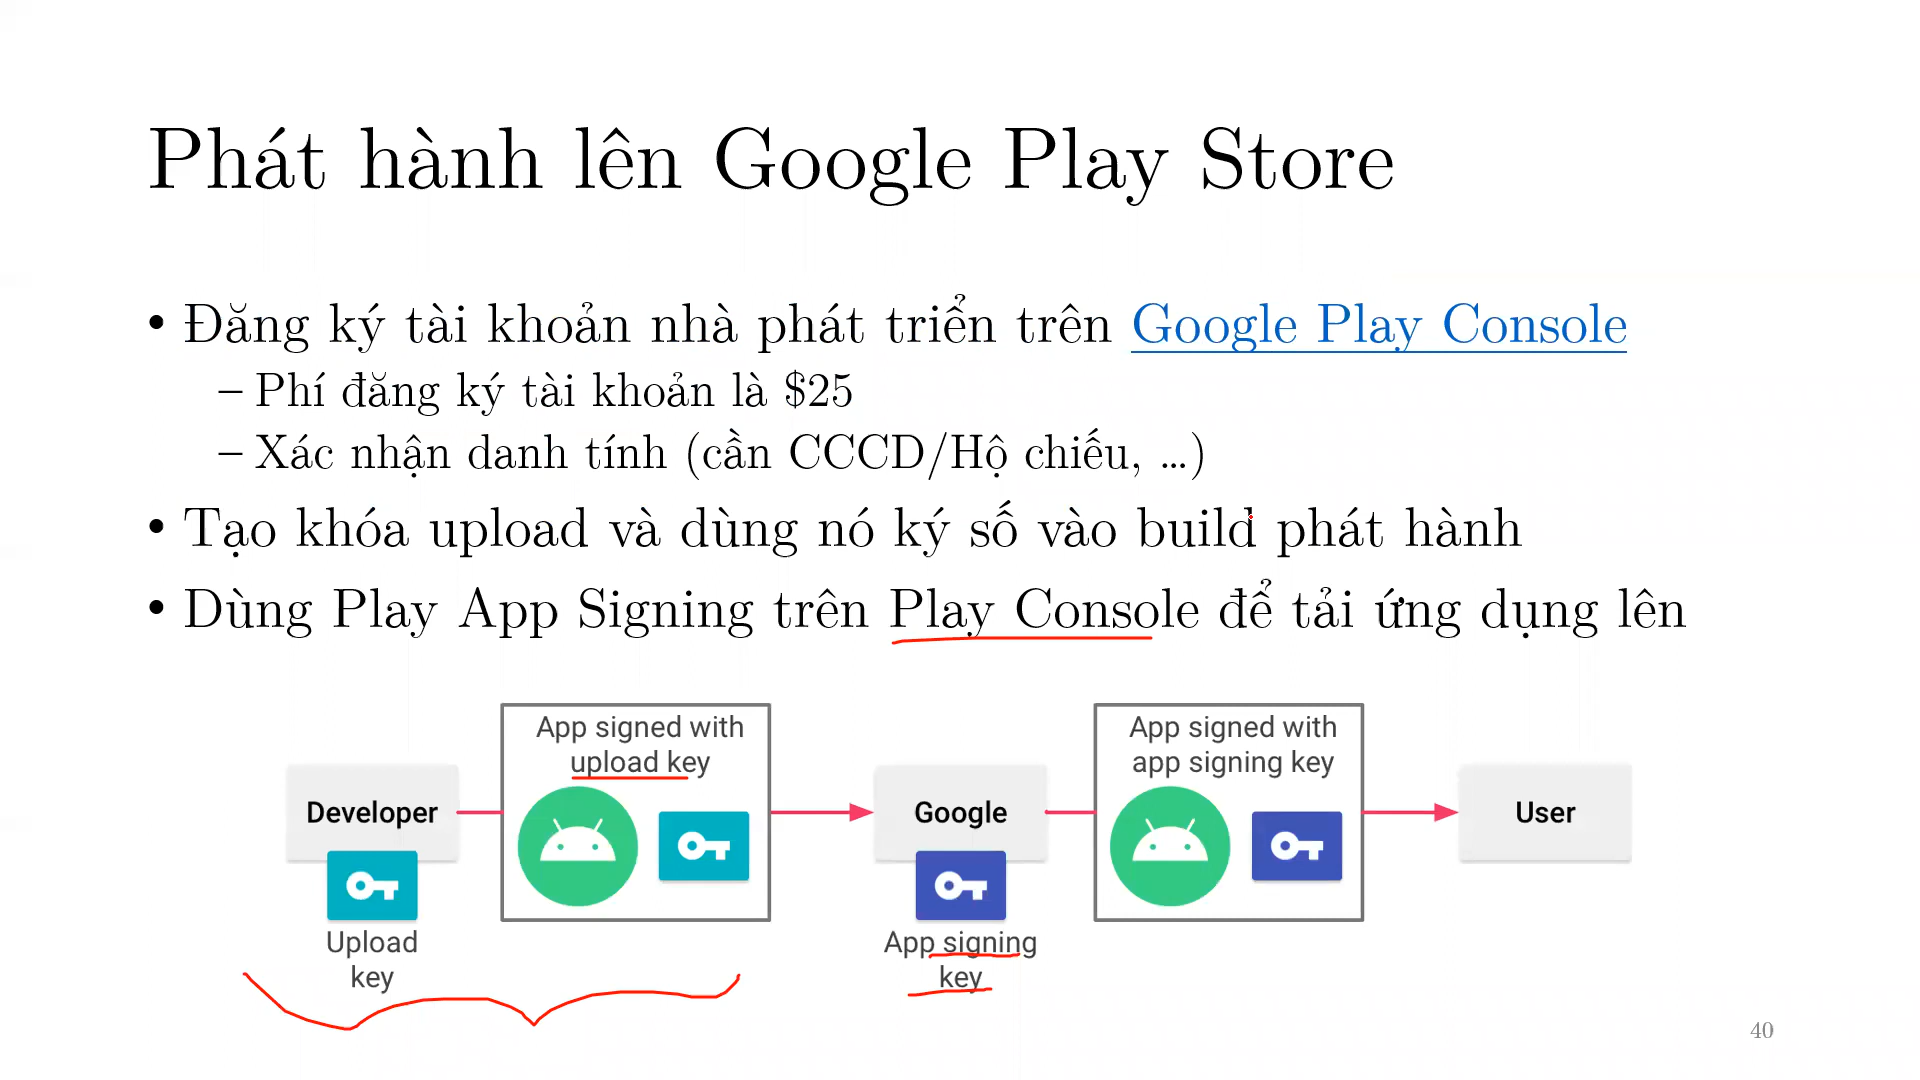 Phát hành lên Google Play Store
• Đăng ký tài khoản nhà phát triển trên Google Play Console
– Phí đăng ký tài khoản là $25
– Xác nhận danh tính (cần CCCD/Hộ chiếu, …)
• Tạo khóa upload và dùng nó ký số vào build phát hành
• Dùng Play App Signing trên Play Console để tải ứng dụng lên
Developer
Upload
key
App signed with
upload key
Google
App signing
key
App signed with
app signing key
User
40